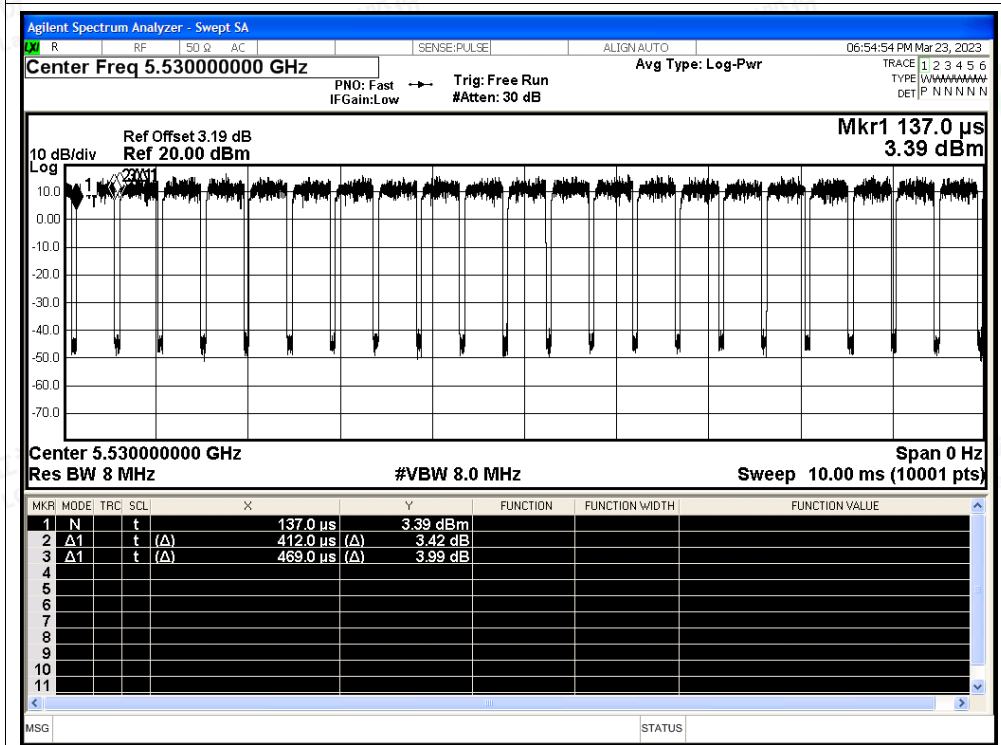 Agilent Spectrum Analyzer - Swept SA
LXI R RF 50 Ω AC SENSE:PULSE ALIGN AUTO 06:54:54 PM Mar 23, 2023
Center Freq 5.530000000 GHz Avg Type: Log-Pwr TRACE 1 2 3 4 5 6
PNO: Fast Trig: Free Run TYPE
IFGain:Low #Atten: 30 dB DET P N N N N N
Mkr1 137.0 µs
Ref Offset 3.19 dB
10 dB/div Ref 20.00 dBm 3.39 dBm
Log
1
10.0
0.00
-10.0
-20.0
-30.0
-40.0
-50.0
-60.0
-70.0
Center 5.530000000 GHz Span 0 Hz
Res BW 8 MHz #VBW 8.0 MHz Sweep 10.00 ms (10001 pts)
MKR MODE TRC SCL X Y FUNCTION FUNCTION WIDTH FUNCTION VALUE
1 N t 137.0 µs 3.39 dBm
2 Δ1 t (Δ) 412.0 µs (Δ) 3.42 dB
3 Δ1 t (Δ) 469.0 µs (Δ) 3.99 dB
4
5
6
7
8
9
10
11
MSG STATUS